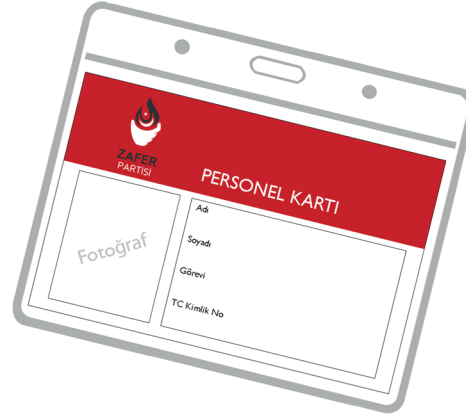 ZAFER
PARTİSİ
PERSONEL KARTI
Fotoğraf
Adı
Soyadı
Görevi
TC Kimlik No